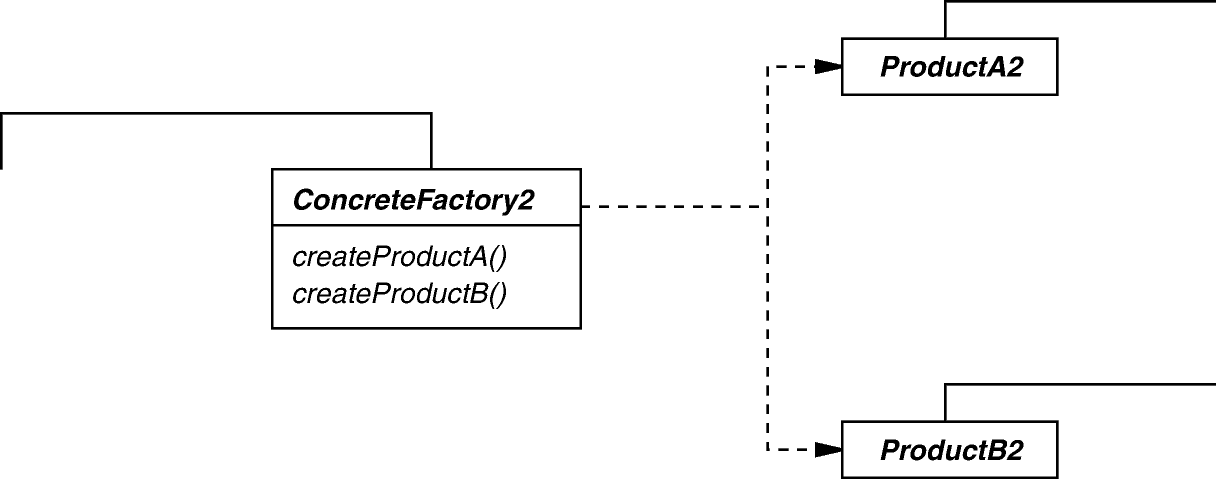 ProductA2
ConcreteFactory2
createProductA()
createProductB()
ProductB2